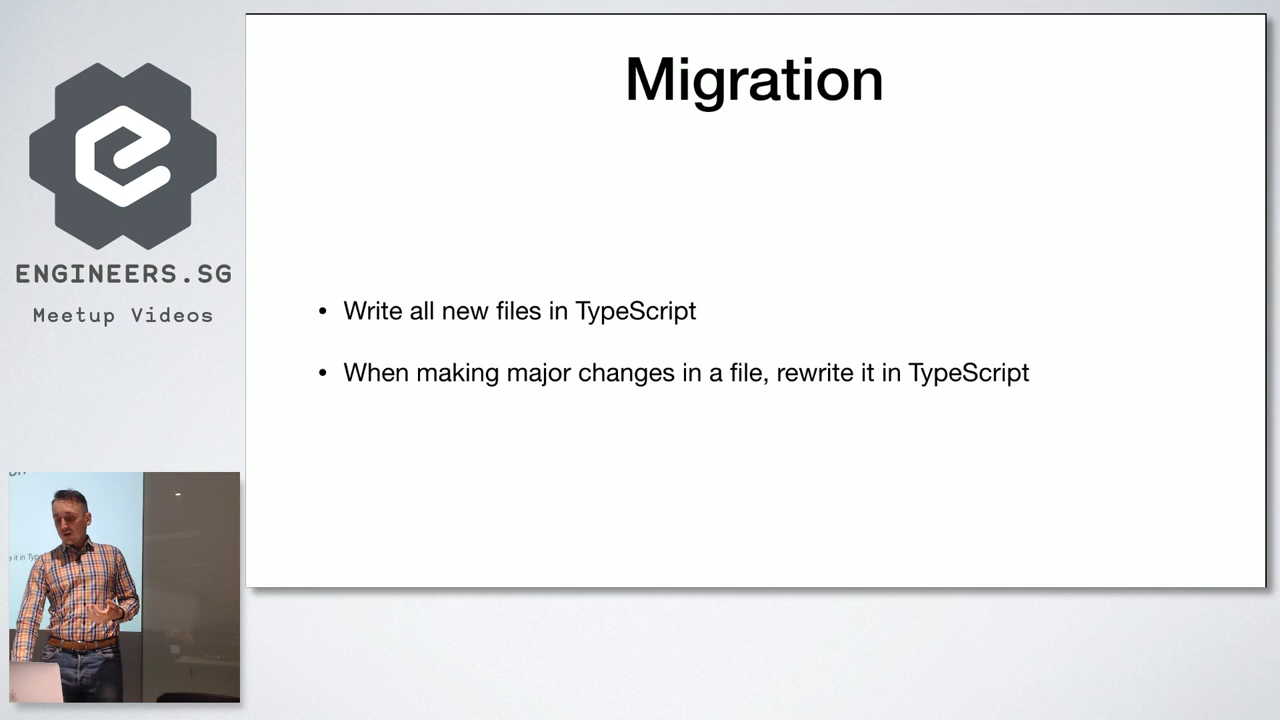 ENGINEERS.SG
Meetup Videos
Migration
• Write all new files in TypeScript
• When making major changes in a file, rewrite it in TypeScript